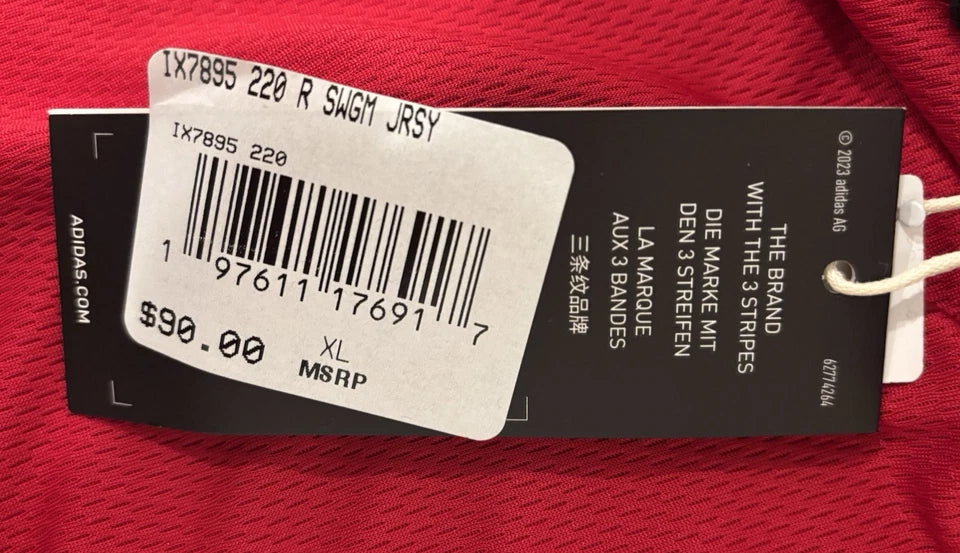 IX7895 220 R SWGM JRSY
IX7895 220
1 97611 17691 7
$90.00
XL
MSRP
ADIDAS.COM
THE BRAND
WITH THE 3 STRIPES
DIE MARKE MIT
DEN 3 STREIFEN
LA MARQUE
AUX 3 BANDES
三条纹品牌
© 2023 adidas AG
62774264